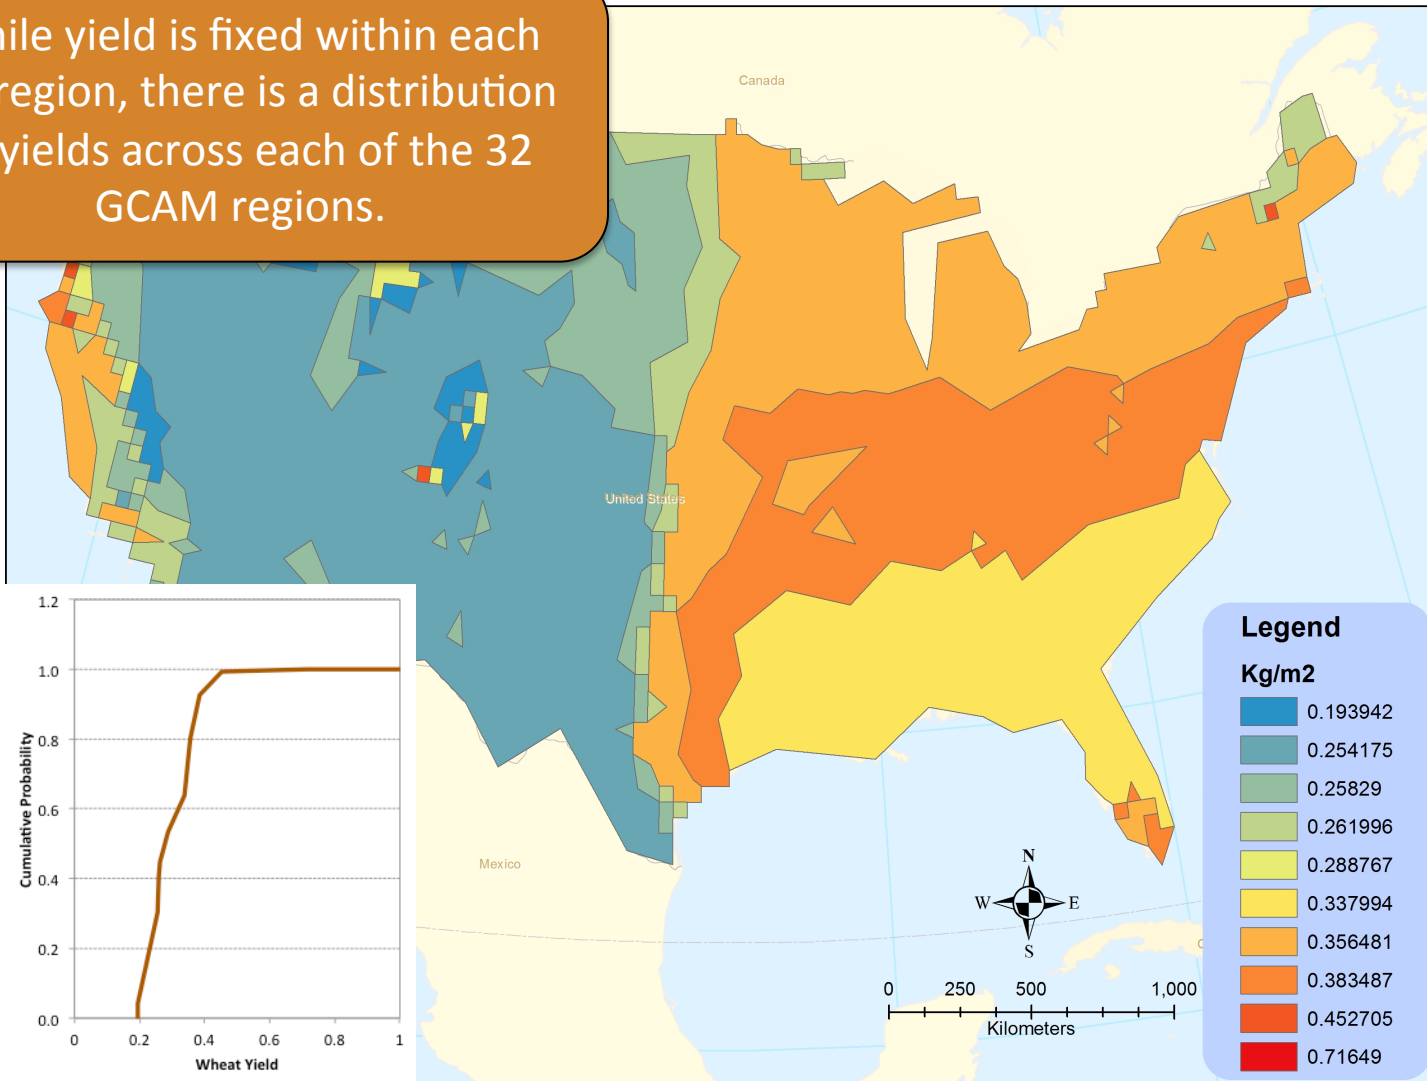 yield is fixed within each
region, there is a distribution
yields across each of the 32
GCAM regions.
Canada
United States
Mexico
Legend
Kg/m2
0.193942
0.254175
0.25829
0.261996
0.288767
0.337994
0.356481
0.383487
0.452705
0.71649
N
W E
S
0 250 500 1,000
Kilometers
1.2
1.0
0.8
0.6
0.4
0.2
0.0
0 0.2 0.4 0.6 0.8 1
Cumulative Probability
Wheat Yield